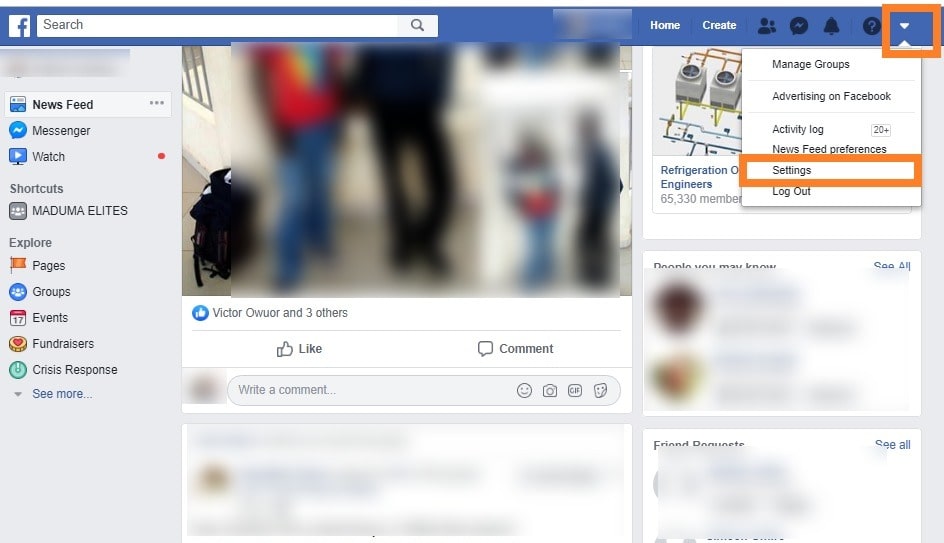 Search
Home
Create
Manage Groups
Advertising on Facebook
Activity log
20+
News Feed preferences
Settings
Log Out
News Feed
Messenger
Watch
Shortcuts
MADUMA ELITES
Explore
Pages
Groups
17
Events
Fundraisers
Crisis Response
See more...
Victor Owuor and 3 others
Like
Comment
Write a comment...
GIF
Refrigeration
Engineers
65,330
People you may know
See All
Friend Requests
See all